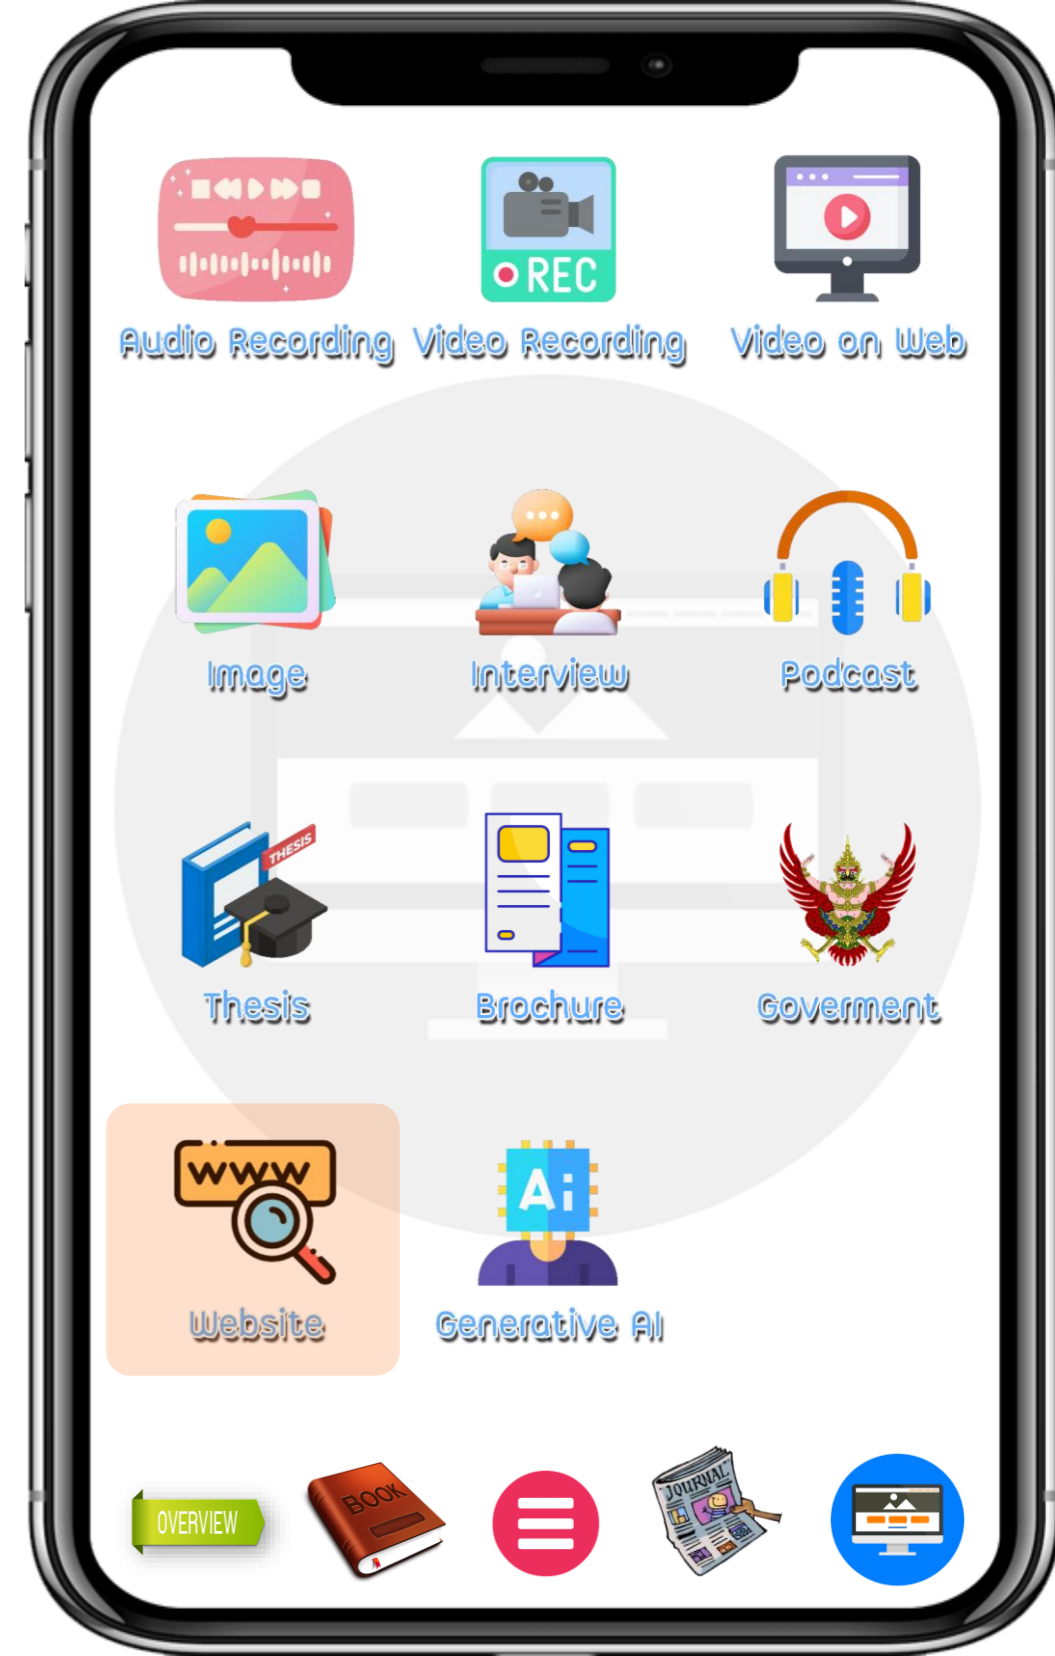 REC
Audio Recording
Video Recording
Video on Web
Image
Interview
Podcast
THESIS
Thesis
Brochure
Goverment
www
Website
Ai
Generative AI
OVERVIEW
BOOK
JOURNAL